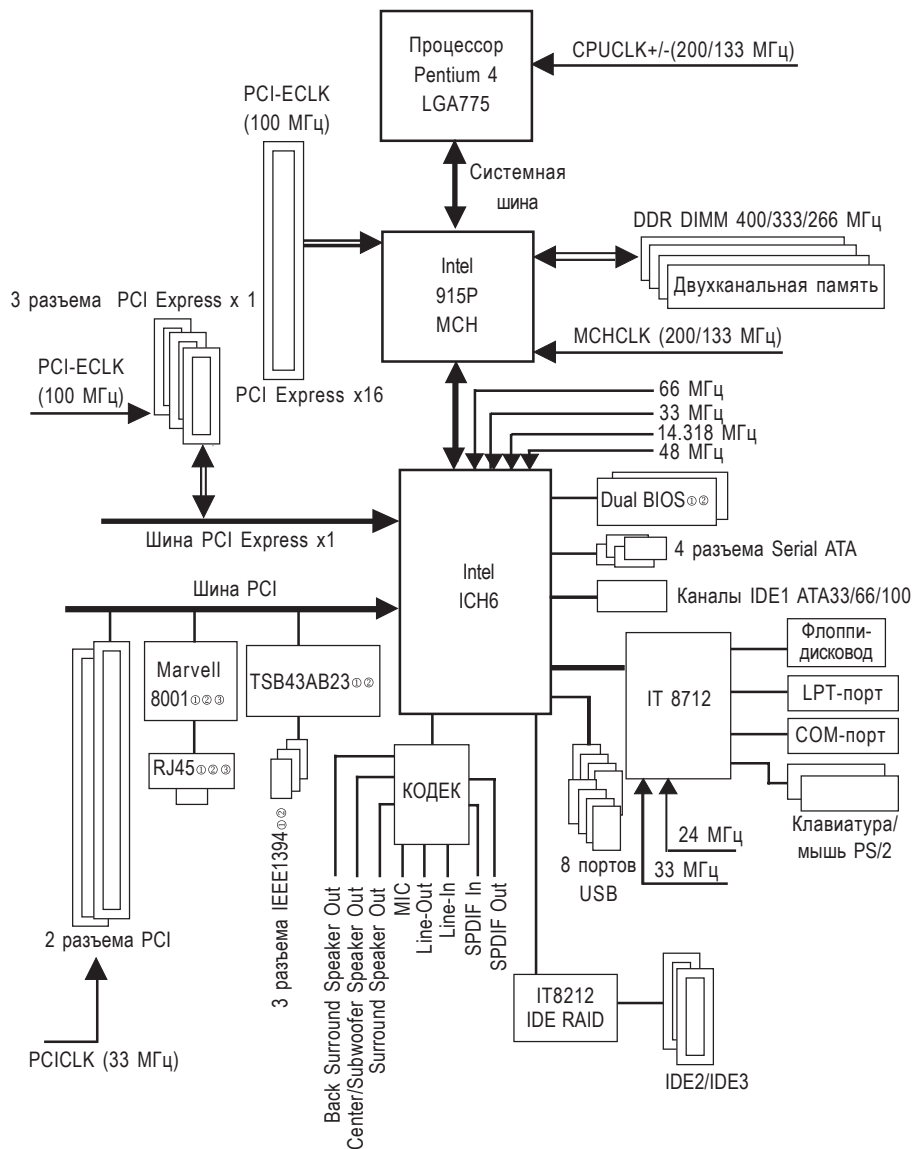 Процессор
Pentium 4
LGA775
CPUCLK+/-(200/133 МГц)
PCI-ECLK
(100 МГц)
Системная
шина
DDR DIMM 400/333/266 МГц
Intel
915P
MCH
Двухканальная память
3 разъема PCI Express x 1
MCHCLK (200/133 МГц)
PCI-ECLK
(100 МГц)
PCI Express x16
66 МГц
33 МГц
14.318 МГц
48 МГц
Dual BIOS①②
Шина PCI Express x1
4 разъема Serial ATA
Intel
ICH6
Шина PCI
Каналы IDE1 ATA33/66/100
Флоппи-
дисковод
Marvell
8001①②③
TSB43AB23①②
IT 8712
LPT-порт
COM-порт
RJ45①②③
КОДЕК
Клавиатура/
мышь PS/2
24 МГц
33 МГц
8 портов
USB
3 разъема IEEE1394①②
Back Surround Speaker Out
Center/Subwoofer Speaker Out
Surround Speaker Out
MIC
Line-Out
Line-In
SPDIF In
SPDIF Out
2 разъема PCI
IT8212
IDE RAID
PCICLK (33 МГц)
IDE2/IDE3